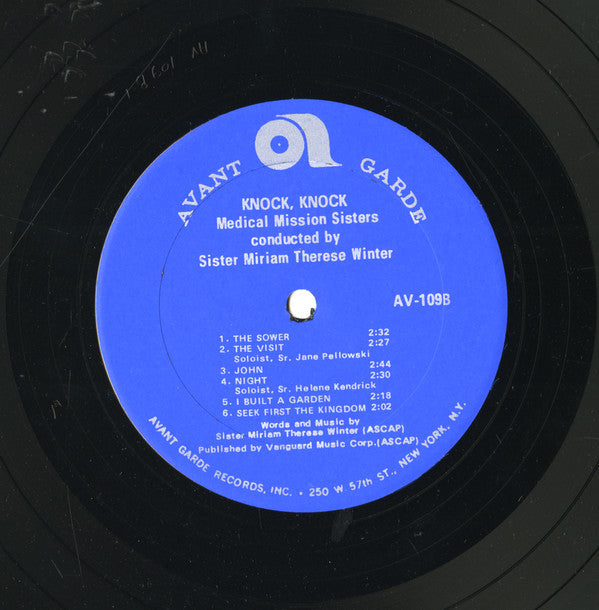 AVANT GARDE
KNOCK, KNOCK
Medical Mission Sisters
conducted by
Sister Miriam Therese Winter
AV-109B
1. THE SOWER 2:32
2. THE VISIT 2:27
Soloist, Sr. Jane Pellowski
3. JOHN 2:44
4. NIGHT 2:30
Soloist, Sr. Helene Kendrick
5. I BUILT A GARDEN 2:18
6. SEEK FIRST THE KINGDOM 2:02
Words and Music by
Sister Miriam Therese Winter (ASCAP)
Published by Vanguard Music Corp.(ASCAP)
AVANT GARDE RECORDS, INC. • 250 W 57th ST., NEW YORK, N.Y.